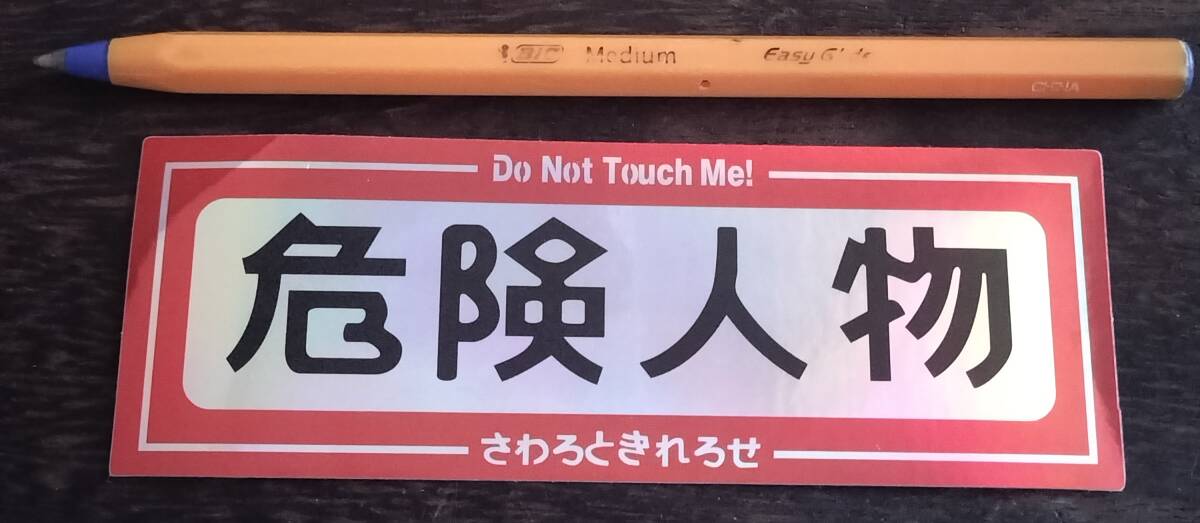 BIC Medium Easy Glide
CHINA
Do Not Touch Me!
危険人物
さわろときれろせ